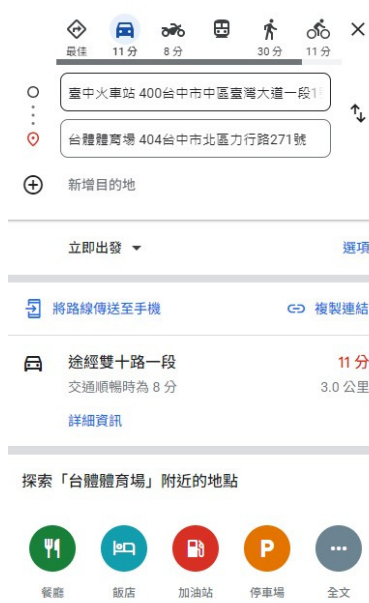 最佳 11 分 8 分 30 分 11 分
臺中火車站 400台中市中區臺灣大道一段1
台體體育場 404台中市北區力行路271號
新增目的地
立即出發 選項
將路線傳送至手機 複製連結
途經雙十路一段 11 分
交通順暢時為 8 分 3.0 公里
詳細資訊
探索「台體體育場」附近的地點
P
餐廳 飯店 加油站 停車場 全文